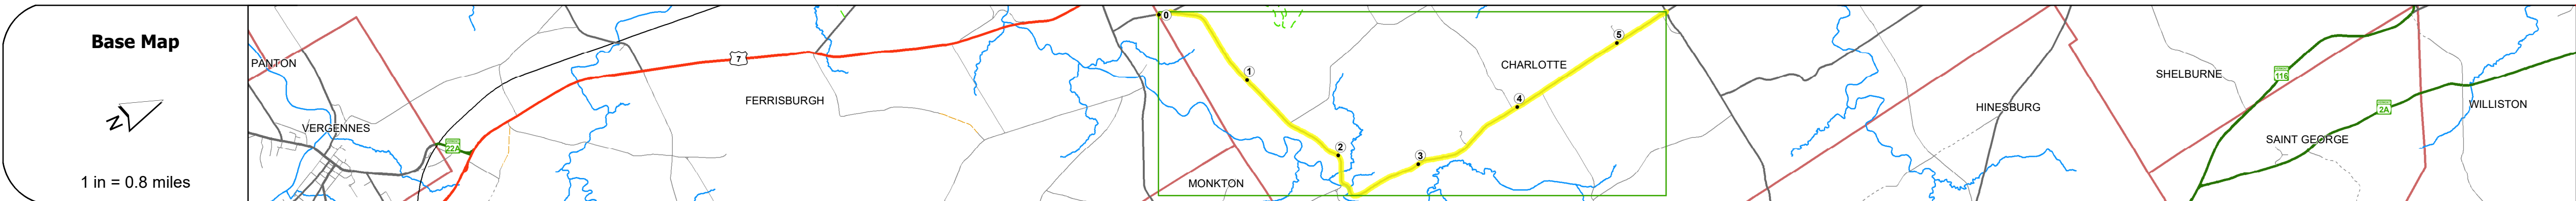 Base Map
N
1 in = 0.8 miles
PANTON
VERGENNES
22A
7
FERRISBURGH
0
1
2
3
4
5
MONKTON
CHARLOTTE
HINESBURG
SHELBURNE
116
SAINT GEORGE
2A
WILLISTON